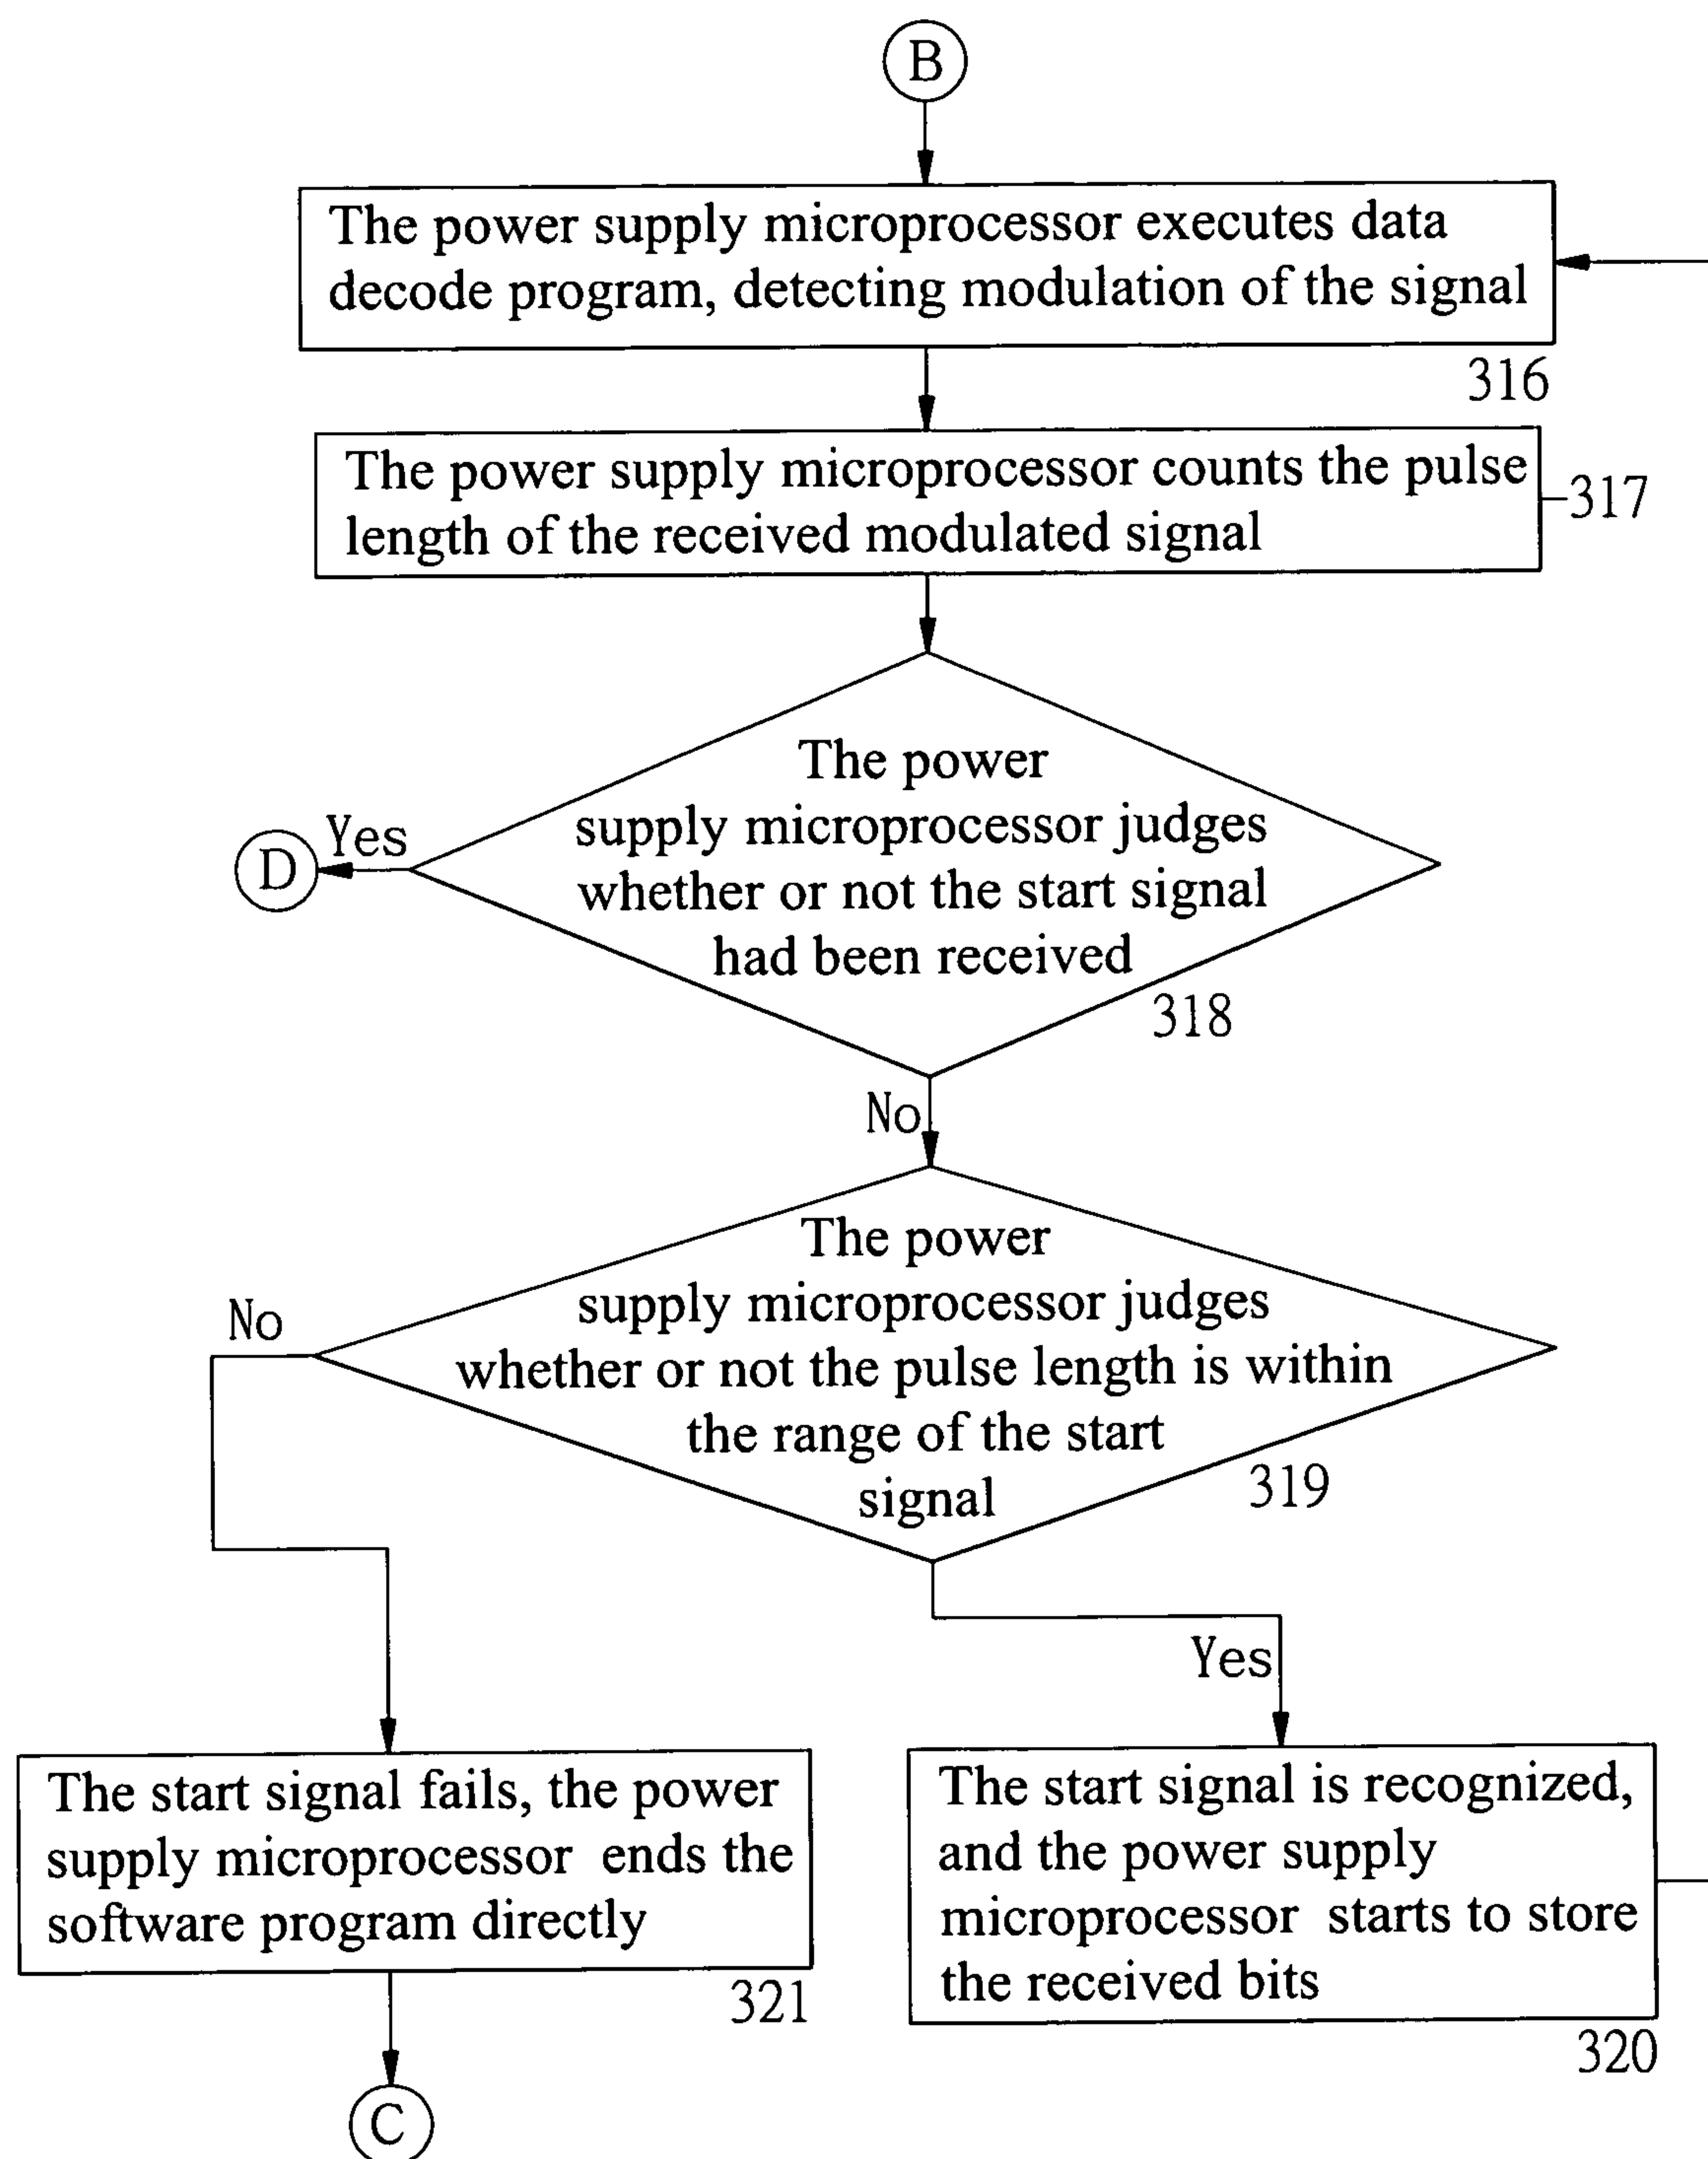 B
The power supply microprocessor executes data
decode program, detecting modulation of the signal
316
The power supply microprocessor counts the pulse
length of the received modulated signal
317
The power
supply microprocessor judges
whether or not the start signal
had been received
318
Yes
D
No
The power
supply microprocessor judges
whether or not the pulse length is within
the range of the start
signal
319
No
Yes
The start signal fails, the power
supply microprocessor ends the
software program directly
321
The start signal is recognized,
and the power supply
microprocessor starts to store
the received bits
320
C